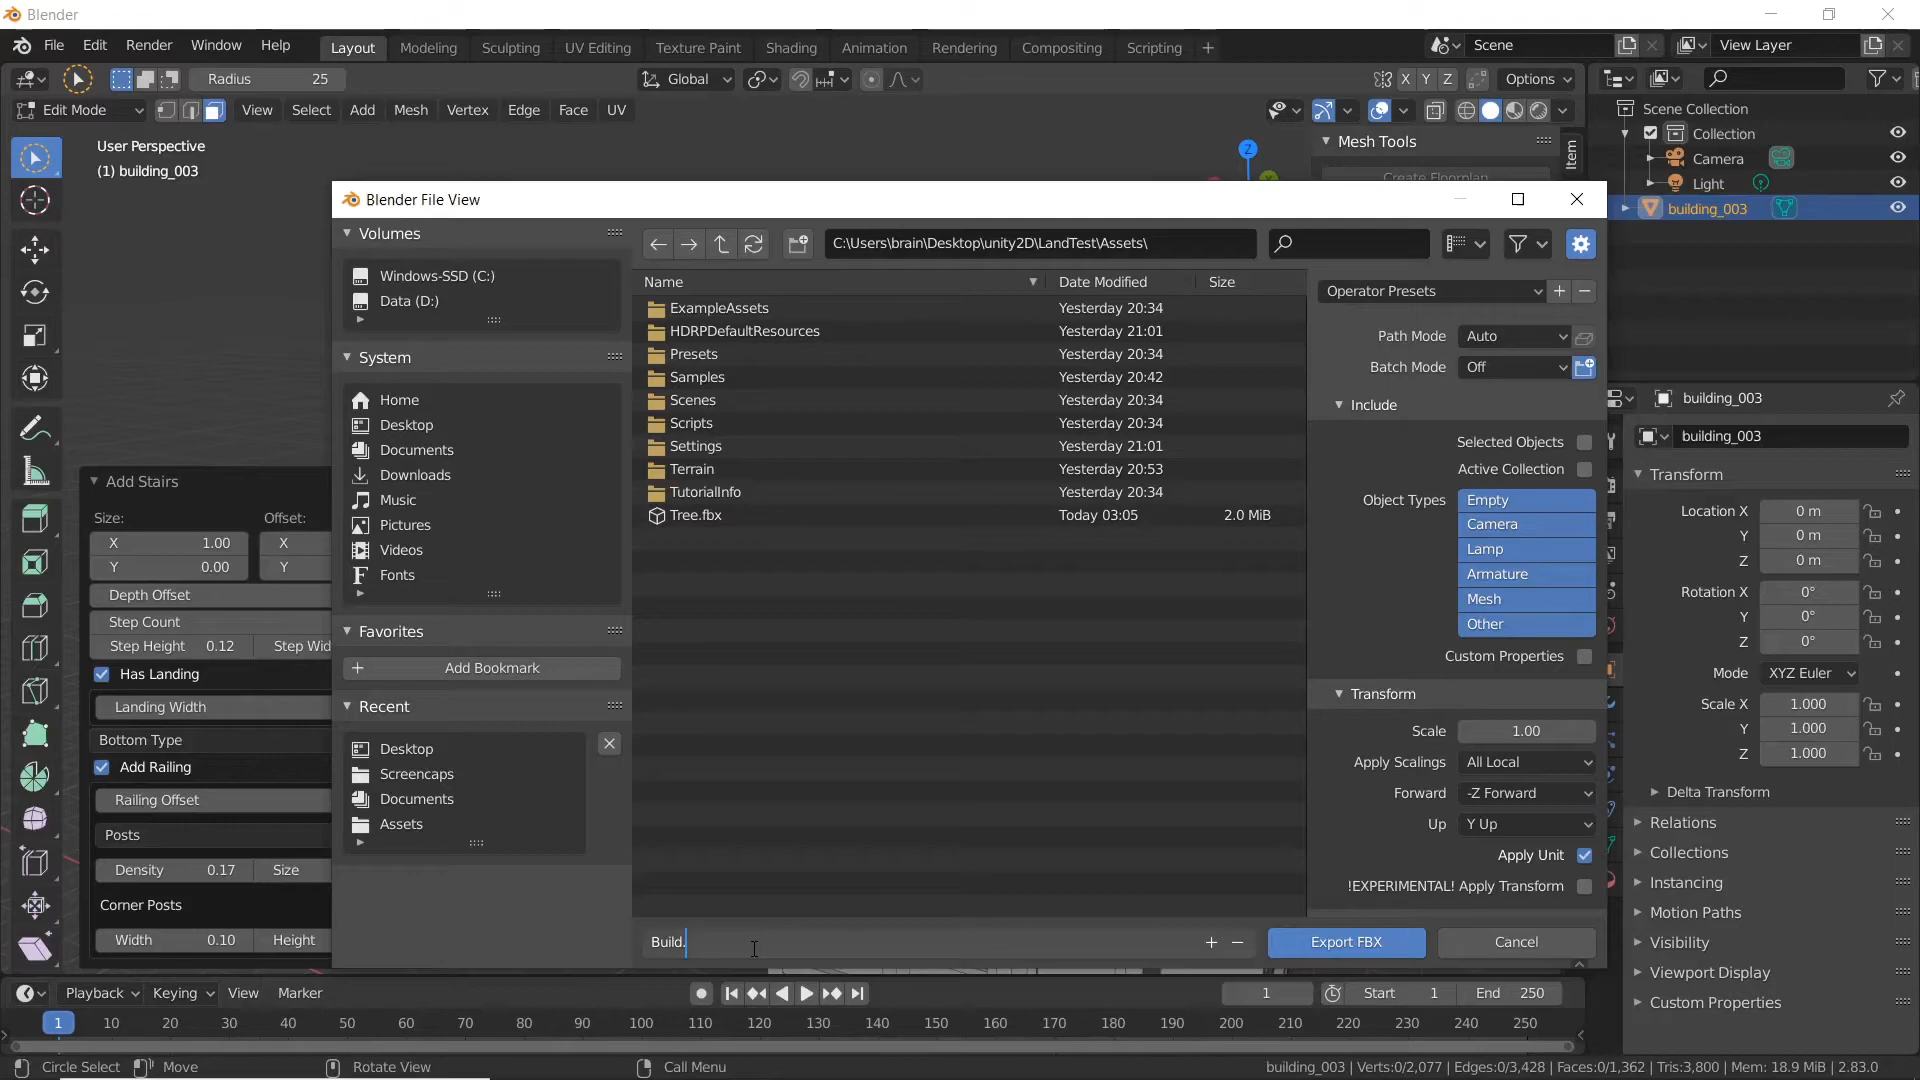 Blender
File Edit Render Window Help Layout Modeling Sculpting UV Editing Texture Paint Shading Animation Rendering Compositing Scripting + Scene View Layer
Radius 25 Global X Y Z Options
Edit Mode View Select Add Mesh Vertex Edge Face UV
User Perspective
(1) building_003
Z
Mesh Tools
Create Floorplan
Item
Scene Collection
Collection
Camera
Light
building_003
Blender File View
Volumes
Windows-SSD (C:)
Data (D:)
System
Home
Desktop
Documents
Downloads
Music
Pictures
Videos
Fonts
Favorites
Add Bookmark
Recent
Desktop
Screencaps
Documents
Assets
C:\Users\brain\Desktop\unity2D\LandTest\Assets\
Name Date Modified Size
ExampleAssets Yesterday 20:34
HDRPDefaultResources Yesterday 21:01
Presets Yesterday 20:34
Samples Yesterday 20:42
Scenes Yesterday 20:34
Scripts Yesterday 20:34
Settings Yesterday 21:01
Terrain Yesterday 20:53
TutorialInfo Yesterday 20:34
Tree.fbx Today 03:05 2.0 MiB
Operator Presets
Path Mode Auto
Batch Mode Off
Include
Selected Objects
Active Collection
Object Types Empty
Camera
Lamp
Armature
Mesh
Other
Custom Properties
Transform
Scale 1.00
Apply Scalings All Local
Forward -Z Forward
Up Y Up
Apply Unit
!EXPERIMENTAL! Apply Transform
Build.
Export FBX Cancel
Add Stairs
Size: Offset:
X 1.00 X
Y 0.00 Y
Depth Offset
Step Count
Step Height 0.12 Step Wid
Has Landing
Landing Width
Bottom Type
Add Railing
Railing Offset
Posts
Density 0.17 Size
Corner Posts
Width 0.10 Height
building_003
building_003
Transform
Location X 0 m
Y 0 m
Z 0 m
Rotation X 0°
Y 0°
Z 0°
Mode XYZ Euler
Scale X 1.000
Y 1.000
Z 1.000
Delta Transform
Relations
Collections
Instancing
Motion Paths
Visibility
Viewport Display
Custom Properties
Playback Keying View Marker 1 Start 1 End 250
1 10 20 30 40 50 60 70 80 90 100 110 120 130 140 150 160 170 180 190 200 210 220 230 240 250
Circle Select Move Rotate View Call Menu building_003 | Verts:0/2,077 | Edges:0/3,428 | Faces:0/1,362 | Tris:3,800 | Mem: 18.9 MiB | 2.83.0